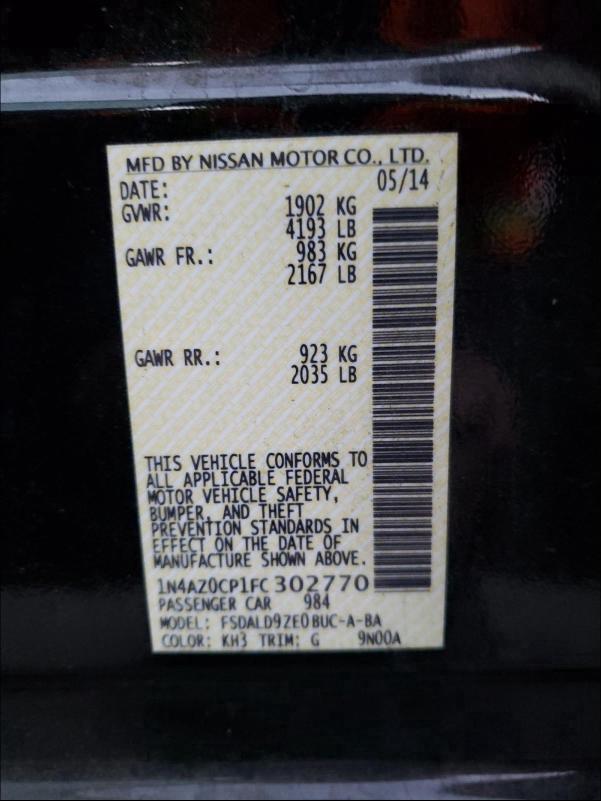 MFD BY NISSAN MOTOR CO., LTD.
DATE: 05/14
GVWR: 1902 KG
4193 LB
GAWR FR.: 983 KG
2167 LB
GAWR RR.: 923 KG
2035 LB
THIS VEHICLE CONFORMS TO
ALL APPLICABLE FEDERAL
MOTOR VEHICLE SAFETY,
BUMPER, AND THEFT
PREVENTION STANDARDS IN
EFFECT ON THE DATE OF
MANUFACTURE SHOWN ABOVE.
1N4AZ0CP1FC302770
PASSENGER CAR 984
MODEL: FSDALD9ZE0BUC-A-BA
COLOR: KH3 TRIM: G 9N00A